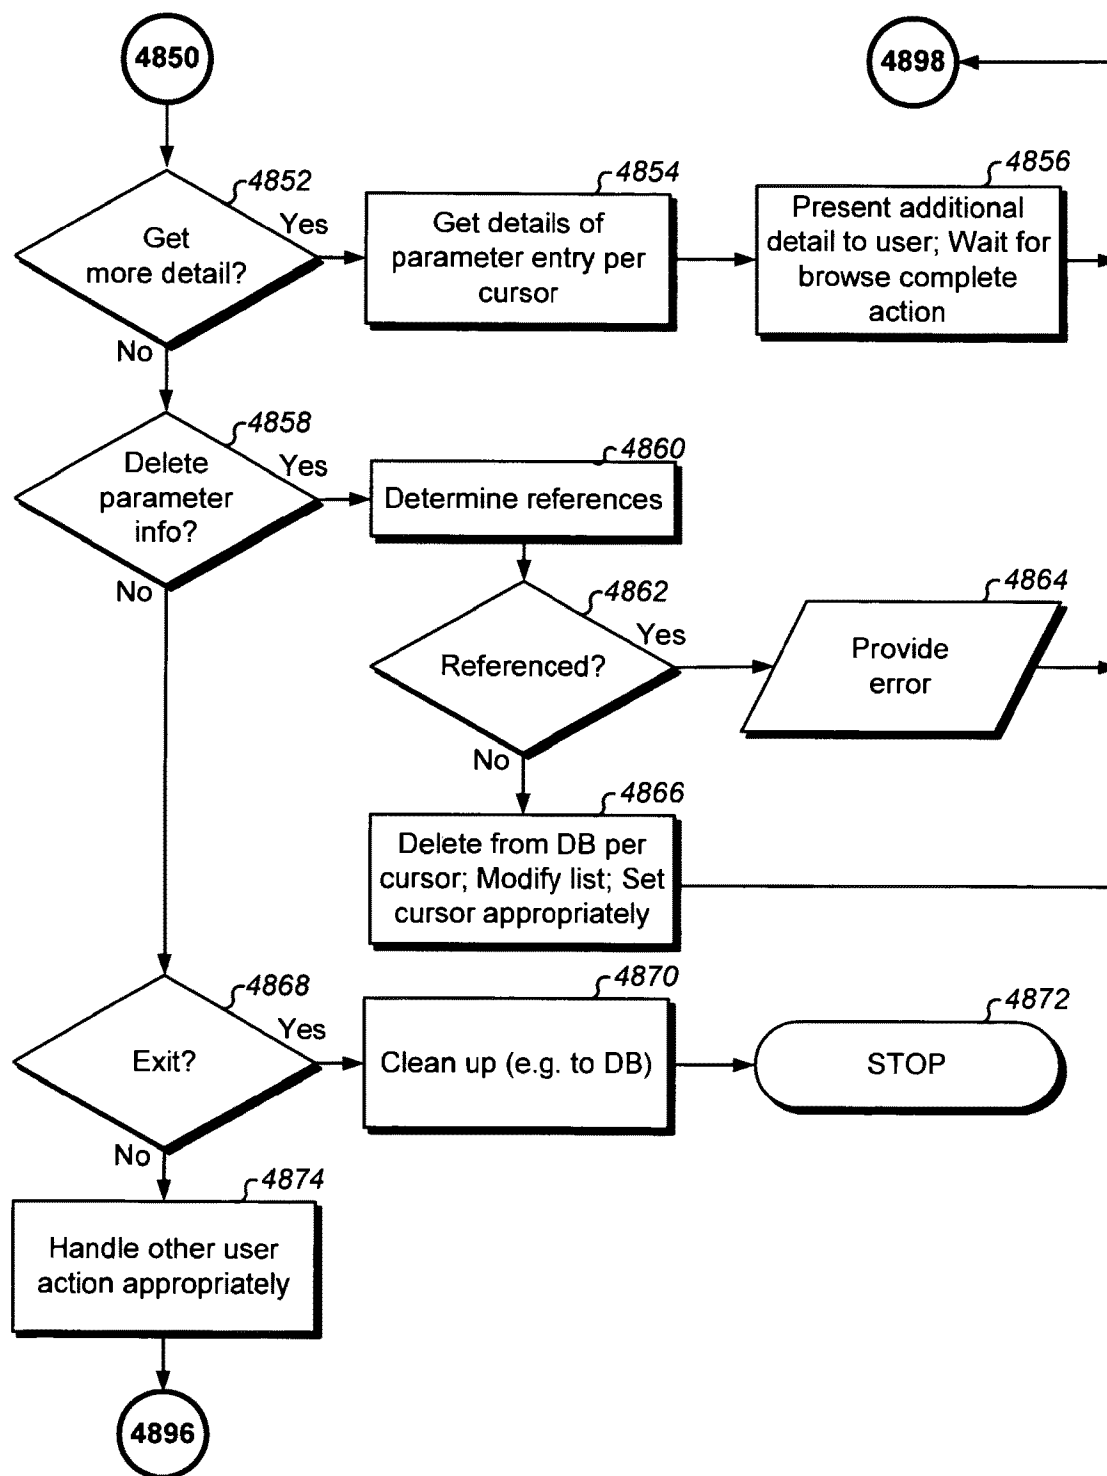 4850
4898
4852
Yes
Get
more detail?
No
4854
Get details of
parameter entry per
cursor
4856
Present additional
detail to user; Wait for
browse complete
action
4858
Yes
Delete
parameter
info?
No
4860
Determine references
4862
Yes
Referenced?
No
4864
Provide
error
4866
Delete from DB per
cursor; Modify list; Set
cursor appropriately
4868
Yes
Exit?
No
4870
Clean up (e.g. to DB)
4872
STOP
4874
Handle other user
action appropriately
4896